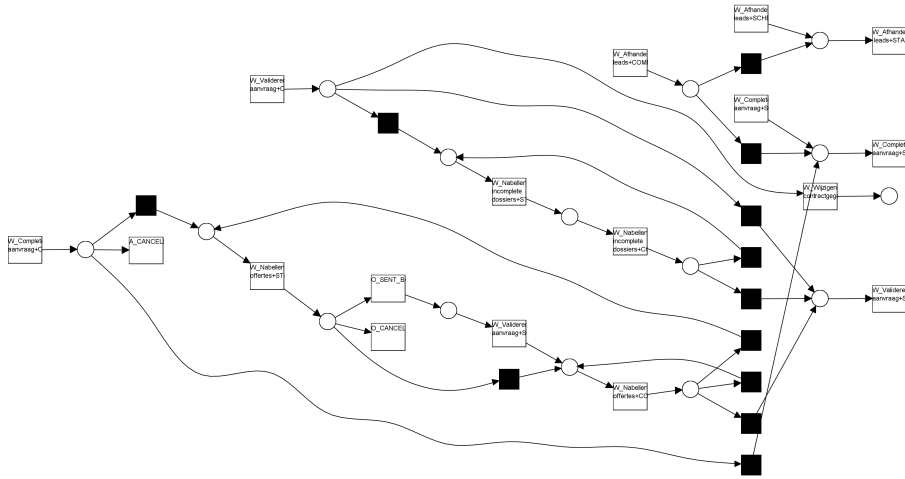 W_Afhande
leads+SCHE
W_Afhande
leads+STA
W_Afhande
leads+COM
W_Valideren
aanvraag+C
W_Complet
aanvraag+S
W_Complet
aanvraag+S
W_Nabellen
incomplete
dossiers+ST
W_Wijzigen
contractgeg
W_Complet
aanvraag+C
A_CANCEL
W_Nabellen
incomplete
dossiers+C
W_Nabellen
offertes+ST
O_SENT_B
W_Valideren
aanvraag+S
O_CANCEL
W_Valideren
aanvraag+S
W_Nabellen
offertes+CO